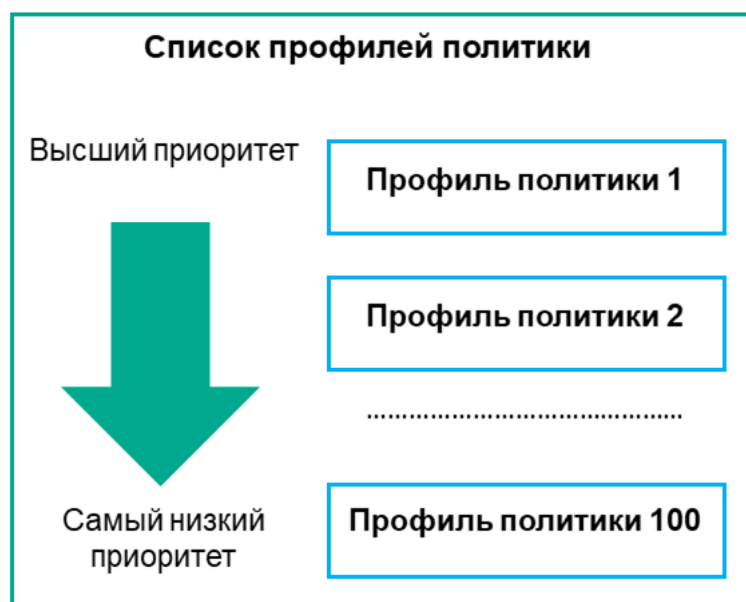 Список профилей политики
Высший приоритет
Профиль политики 1
Профиль политики 2
................................................
Самый низкий
приоритет
Профиль политики 100